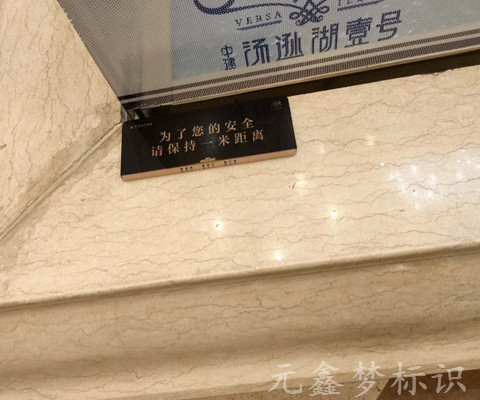 VERSA
中建 汤逊湖壹号
为了您的安全
请保持一米距离
元鑫梦标识